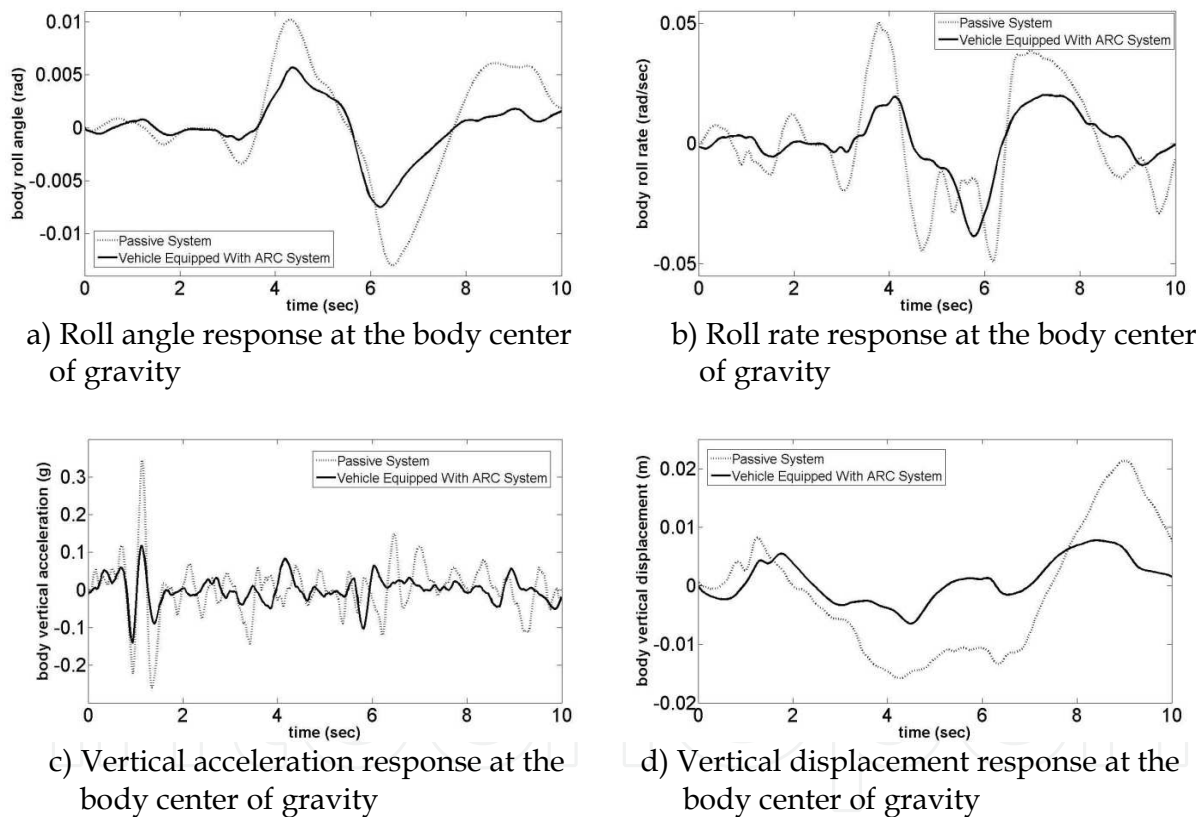 0.01
0.005
0
-0.005
-0.01
body roll angle (rad)
Passive System
Vehicle Equipped With ARC System
0 2 4 6 8 10
time (sec)
a) Roll angle response at the body center
of gravity
0.05
0
-0.05
body roll rate (rad/sec)
Passive System
Vehicle Equipped With ARC System
0 2 4 6 8 10
time (sec)
b) Roll rate response at the body center
of gravity
0.3
0.2
0.1
0
-0.1
-0.2
body vertical acceleration (g)
Passive System
Vehicle Equipped With ARC System
0 2 4 6 8 10
time (sec)
c) Vertical acceleration response at the
body center of gravity
0.02
0.01
0
-0.01
-0.02
body vertical displacement (m)
Passive System
Vehicle Equipped With ARC System
0 2 4 6 8 10
time (sec)
d) Vertical displacement response at the
body center of gravity